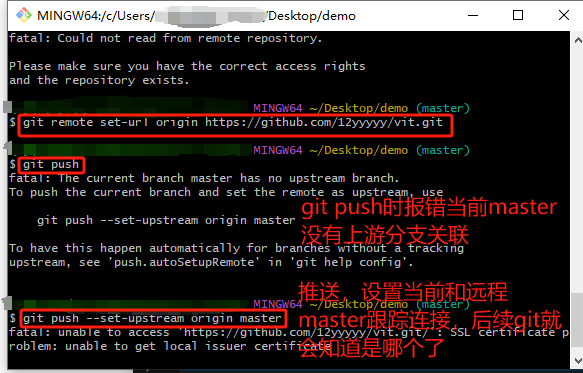 MINGW64:/c/Users/ /Desktop/demo
fatal: Could not read from remote repository.
Please make sure you have the correct access rights
and the repository exists.
MINGW64 ~/Desktop/demo (master)
$ git remote set-url origin https://github.com/12yyyyy/vit.git
MINGW64 ~/Desktop/demo (master)
$ git push
fatal: The current branch master has no upstream branch.
To push the current branch and set the remote as upstream, use
git push --set-upstream origin master
git push时报错当前master
没有上游分支关联
To have this happen automatically for branches without a tracking
upstream, see 'push.autoSetupRemote' in 'git help config'.
推送，设置当前和远程
master跟踪连接，后续git就
会知道是哪个了
MINGW64 ~/Desktop/demo (master)
$ git push --set-upstream origin master
fatal: unable to access 'https://github.com/12yyyyy/vit.git/': SSL certificate p
roblem: unable to get local issuer certificate